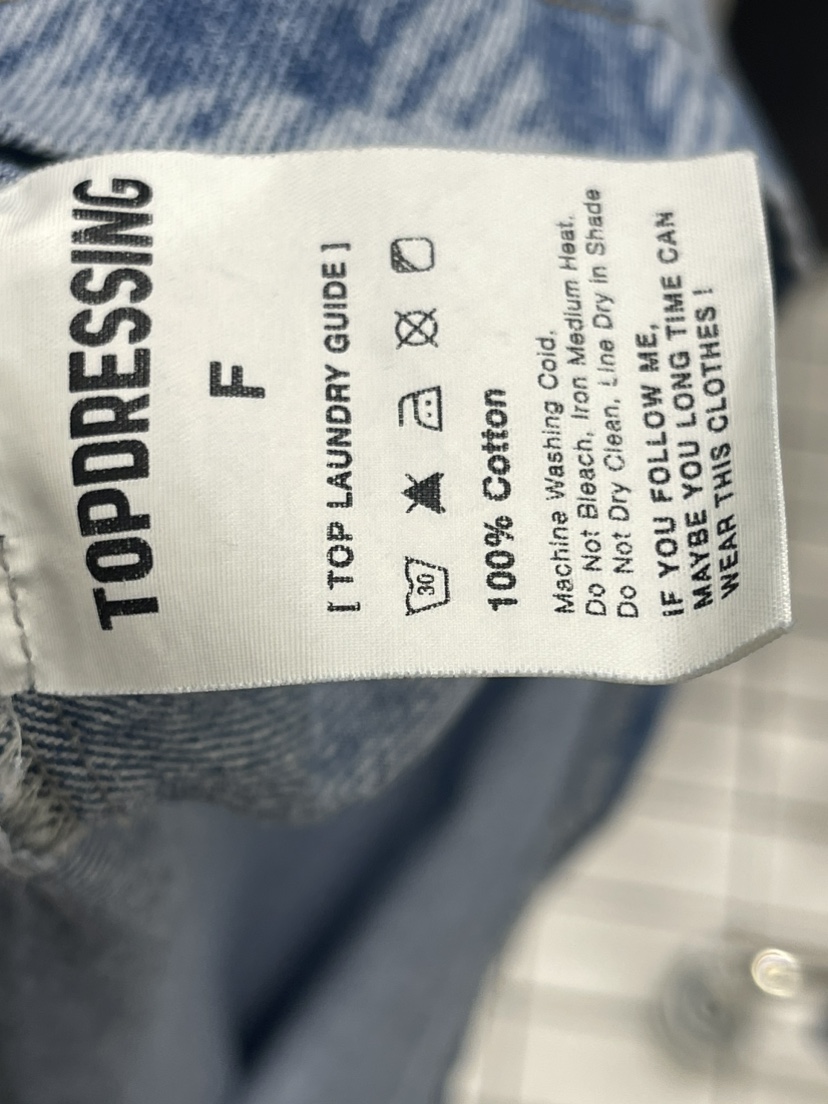 TOPDRESSING
F
[ TOP LAUNDRY GUIDE ]
30
100% Cotton
Machine Washing Cold.
Do Not Bleach, Iron Medium Heat.
Do Not Dry Clean, Line Dry in Shade
IF YOU FOLLOW ME,
MAYBE YOU LONG TIME CAN
WEAR THIS CLOTHES !